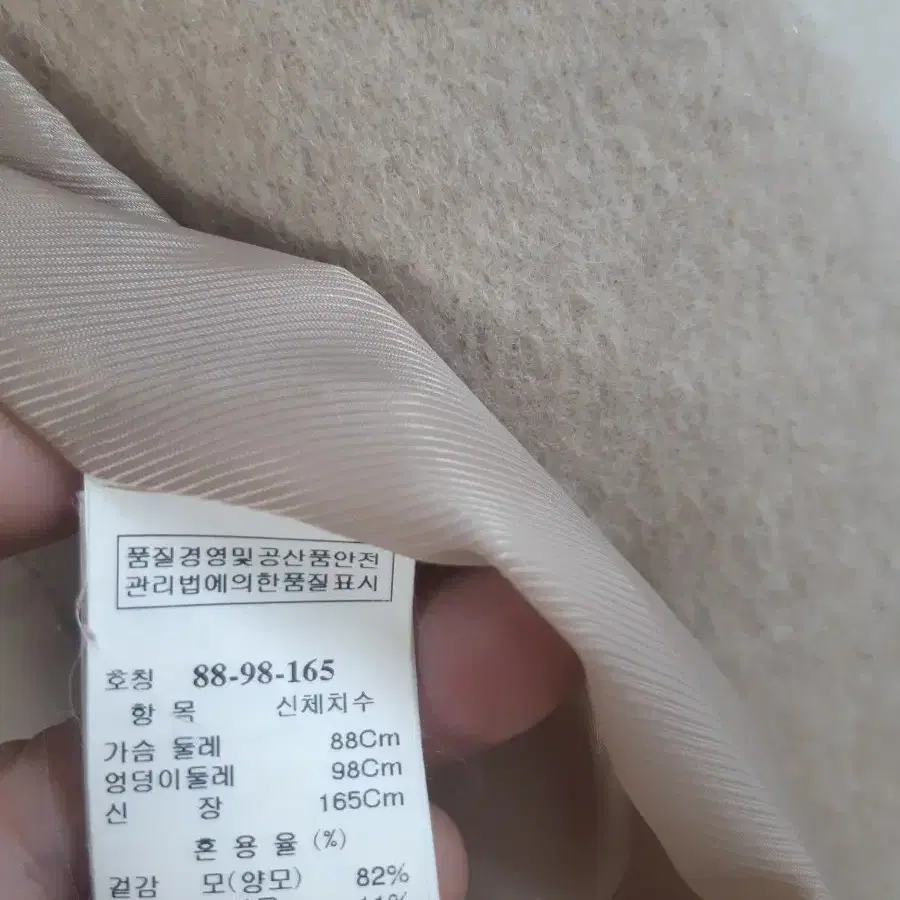 품질경영및공산품안전
관리법에의한품질표시
호칭 88-98-165
항 목 신체치수
가슴 둘레 88Cm
엉덩이둘레 98Cm
신 장 165Cm
혼 용 율 (%)
겉감 모(양모) 82%
11%